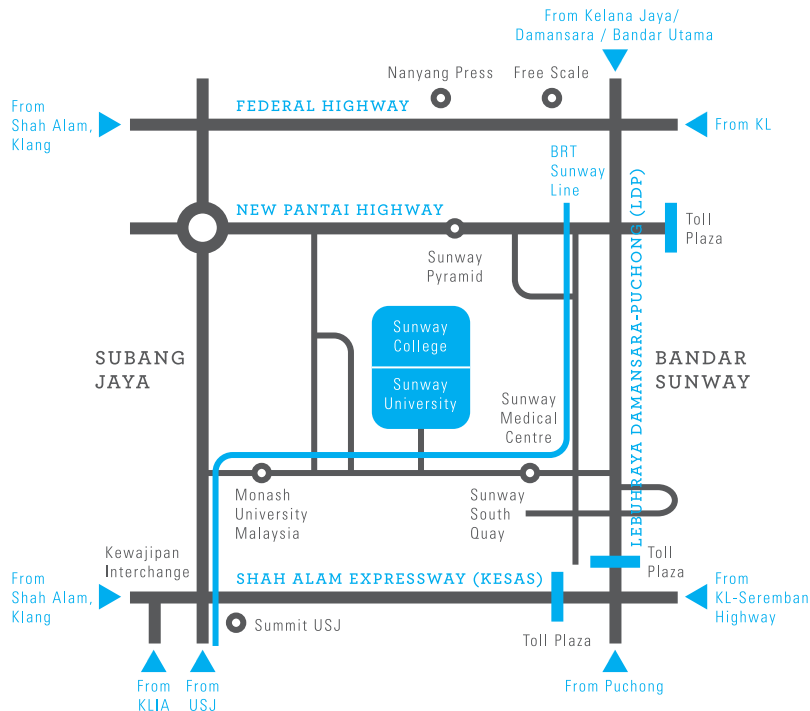 From Kelana Jaya/
Damansara / Bandar Utama
Nanyang Press
Free Scale
From
Shah Alam,
Klang
FEDERAL HIGHWAY
From KL
BRT
Sunway
Line
NEW PANTAI HIGHWAY
LEBUHRAYA DAMANSARA-PUCHONG (LDP)
Toll
Plaza
Sunway
Pyramid
Sunway
College
Sunway
University
SUBANG
JAYA
BANDAR
SUNWAY
Sunway
Medical
Centre
Monash
University
Malaysia
Sunway
South
Quay
Kewajipan
Interchange
Toll
Plaza
From
Shah Alam,
Klang
SHAH ALAM EXPRESSWAY (KESAS)
From
KL-Seremban
Highway
Summit USJ
Toll Plaza
From
KLIA
From
USJ
From Puchong